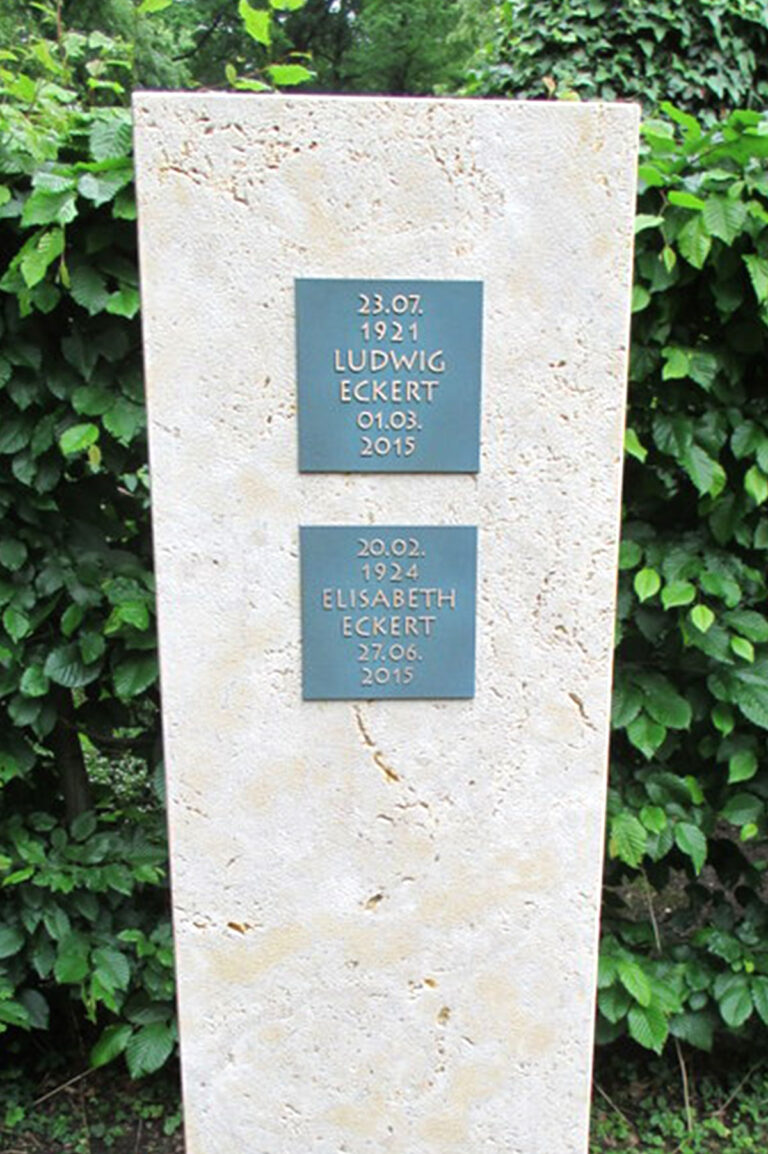 23.07.
1921
LUDWIG
ECKERT
01.03.
2015
20.02.
1924
ELISABETH
ECKERT
27.06.
2015